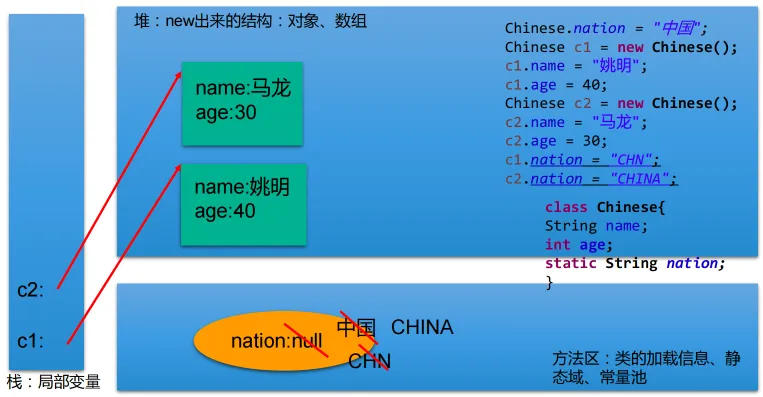 堆：new出来的结构：对象、数组
name:马龙
age:30
name:姚明
age:40
c2:
c1:
栈：局部变量
Chinese.nation = "中国";
Chinese c1 = new Chinese();
c1.name = "姚明";
c1.age = 40;
Chinese c2 = new Chinese();
c2.name = "马龙";
c2.age = 30;
c1.nation = "CHN";
c2.nation = "CHINA";
class Chinese{
String name;
int age;
static String nation;
}
nation:null
中国 CHINA
CHN
方法区：类的加载信息、静
态域、常量池